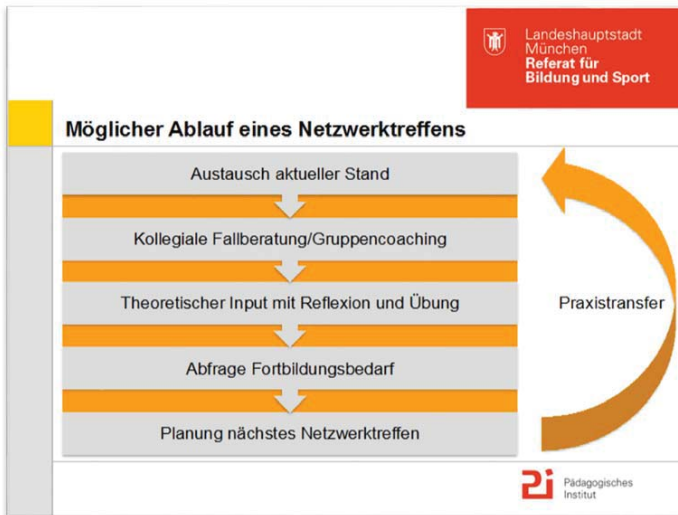 Landeshauptstadt
München
Referat für
Bildung und Sport
Möglicher Ablauf eines Netzwerktreffens
Austausch aktueller Stand
Kollegiale Fallberatung/Gruppencoaching
Theoretischer Input mit Reflexion und Übung
Abfrage Fortbildungsbedarf
Planung nächstes Netzwerktreffen
Praxistransfer
pi
Pädagogisches
Institut